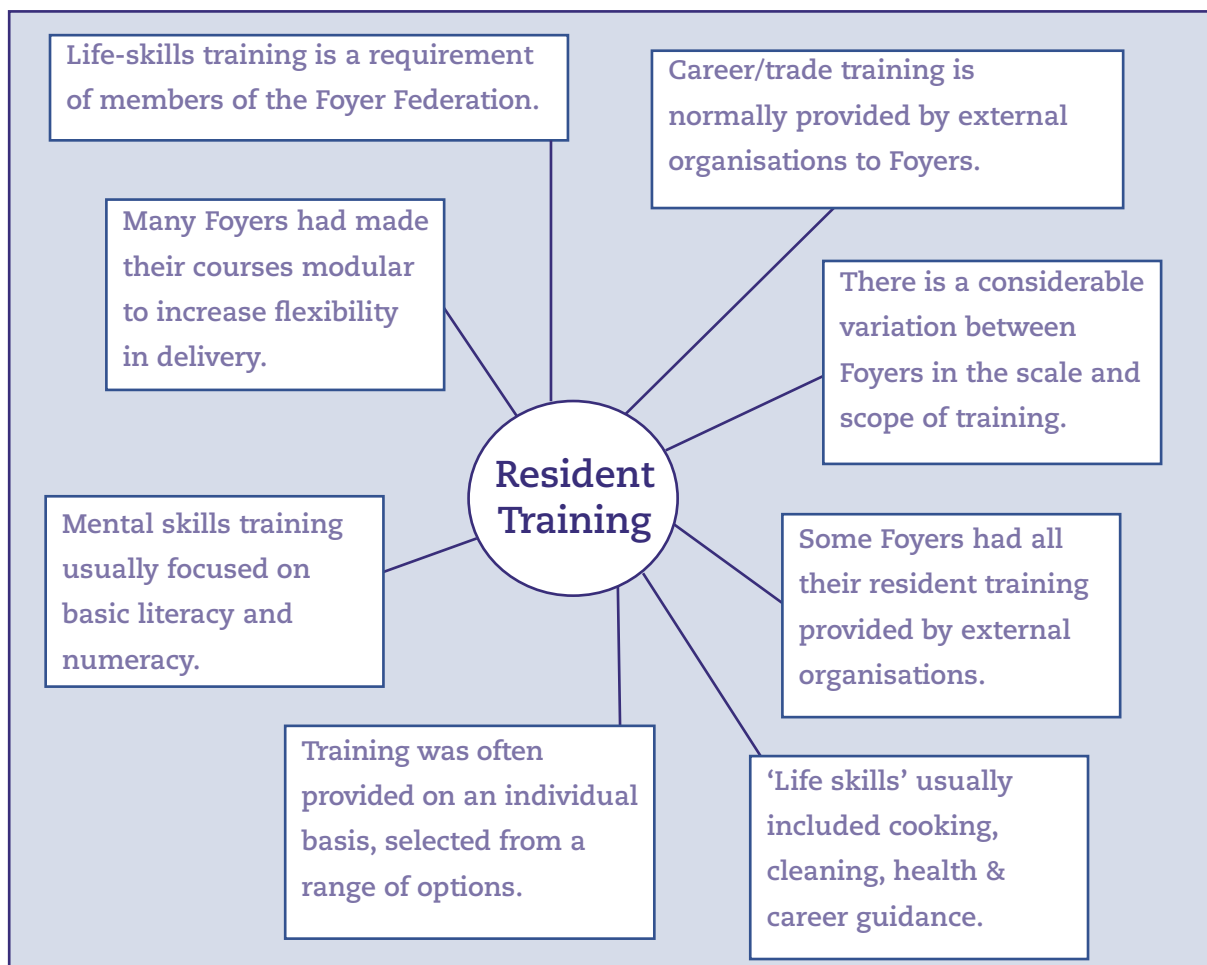 Life-skills training is a requirement
of members of the Foyer Federation.
Career/trade training is
normally provided by external
organisations to Foyers.
Many Foyers had made
their courses modular
to increase flexibility
in delivery.
There is a considerable
variation between
Foyers in the scale and
scope of training.
Resident
Training
Mental skills training
usually focused on
basic literacy and
numeracy.
Some Foyers had all
their resident training
provided by external
organisations.
Training was often
provided on an individual
basis, selected from a
range of options.
‘Life skills’ usually
included cooking,
cleaning, health &
career guidance.